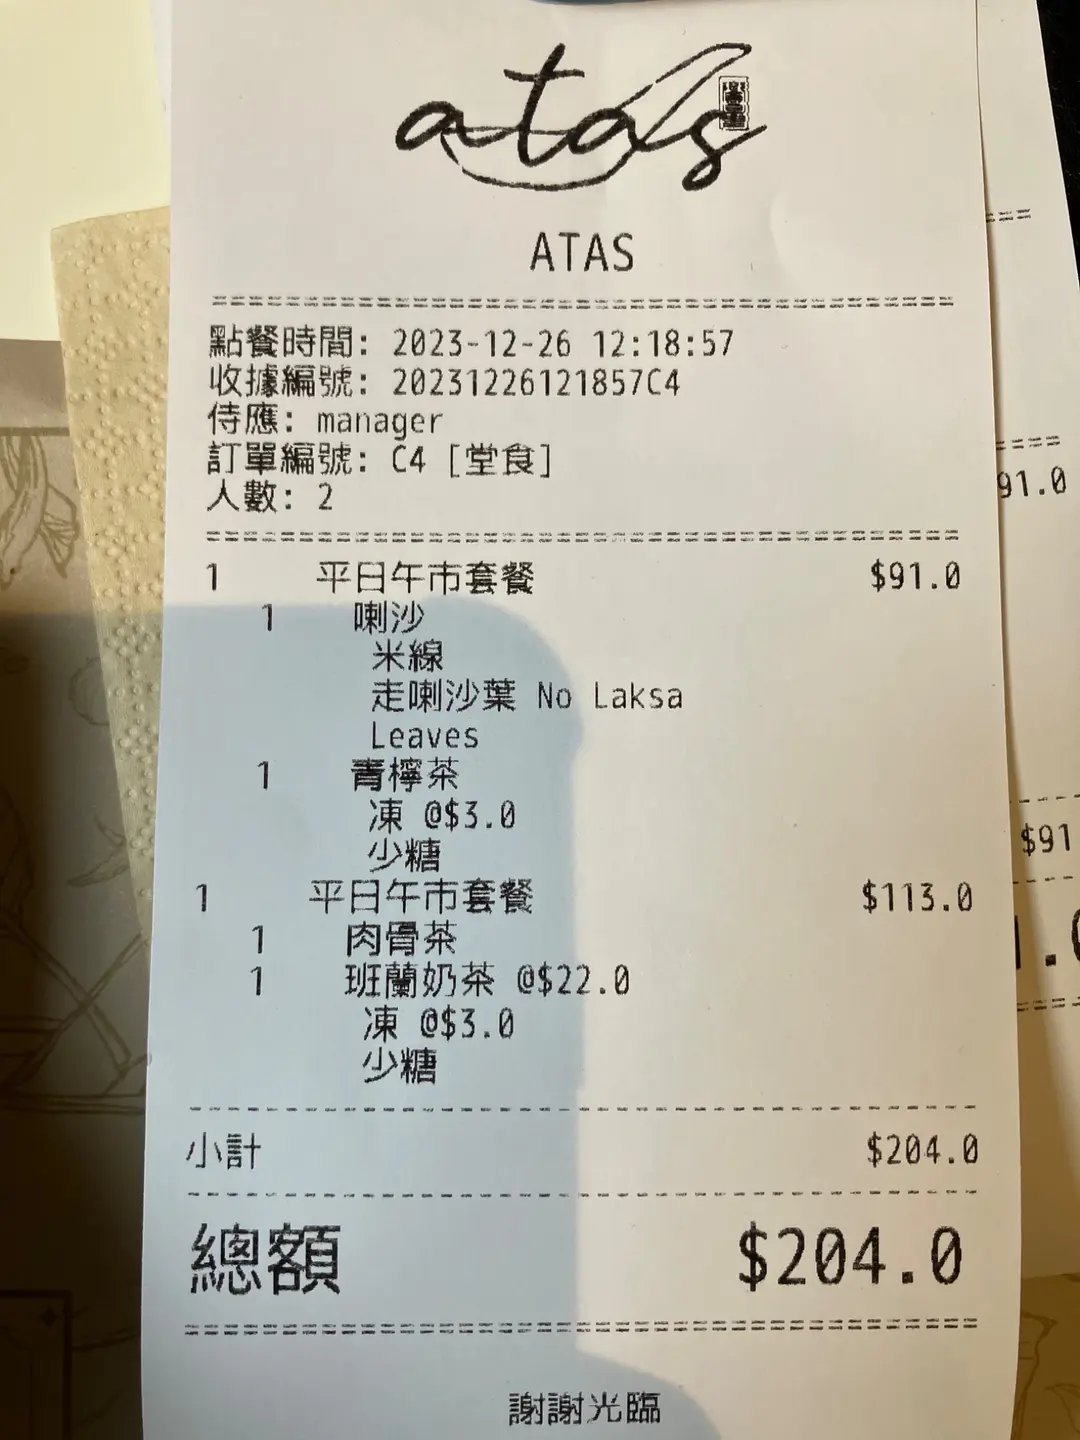 atas
ATAS
點餐時間: 2023-12-26 12:18:57
收據編號: 20231226121857C4
侍應: manager
訂單編號: C4 [堂食]
人數: 2
1 平日午市套餐 $91.0
1 喇沙
米線
走喇沙葉 No Laksa
Leaves
1 青檸茶
凍 @$3.0
少糖
1 平日午市套餐 $113.0
1 肉骨茶
1 班蘭奶茶 @$22.0
凍 @$3.0
少糖
小計 $204.0
總額 $204.0
謝謝光臨
91.0
$91